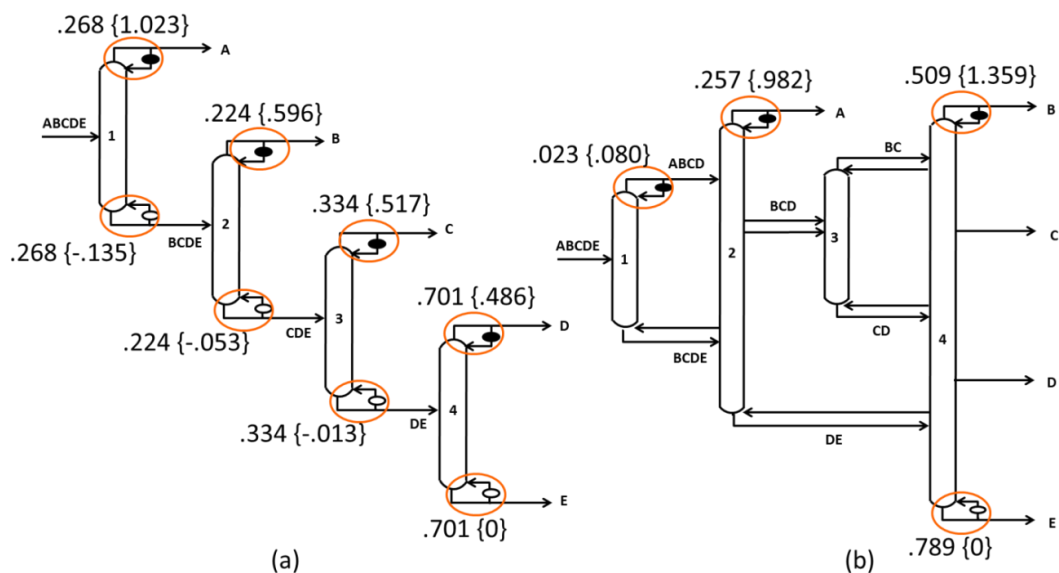 .268 {1.023}
A
ABCDE
1
.268 {-.135}
BCDE
.224 {.596}
B
2
.224 {-.053}
CDE
.334 {.517}
C
3
.334 {-.013}
DE
.701 {.486}
D
4
.701 {0}
E
(a)
.023 {.080}
ABCDE
1
ABCD
BCDE
.257 {.982}
A
2
BCD
DE
3
BC
CD
.509 {1.359}
B
C
4
D
.789 {0}
E
(b)